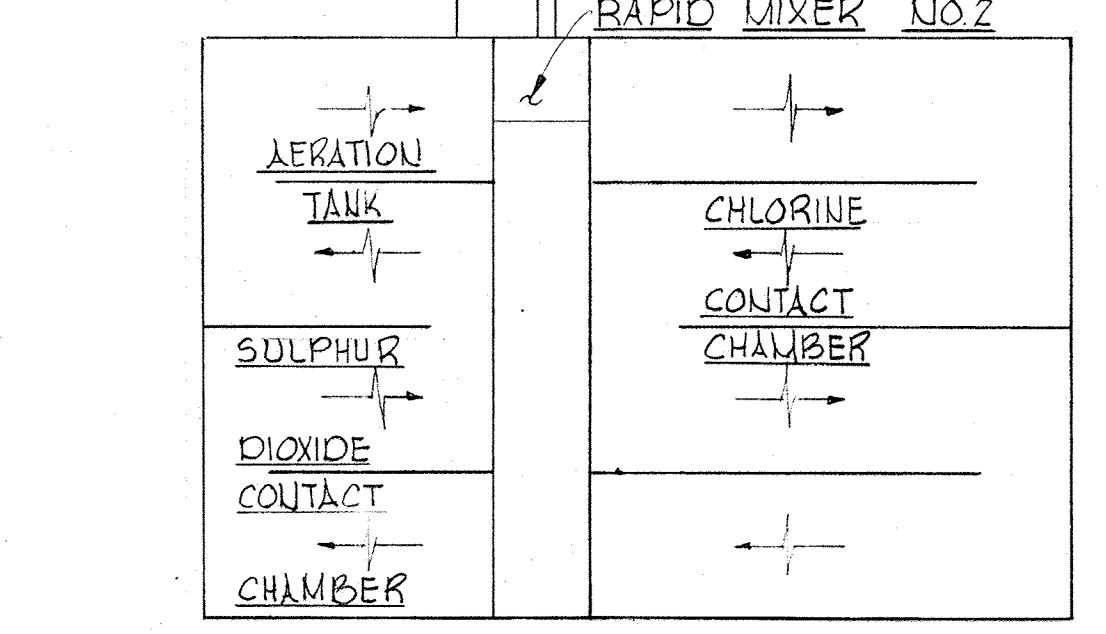 RAPID MIXER NO.2
AERATION
TANK
SULPHUR
DIOXIDE
CONTACT
CHAMBER
CHLORINE
CONTACT
CHAMBER